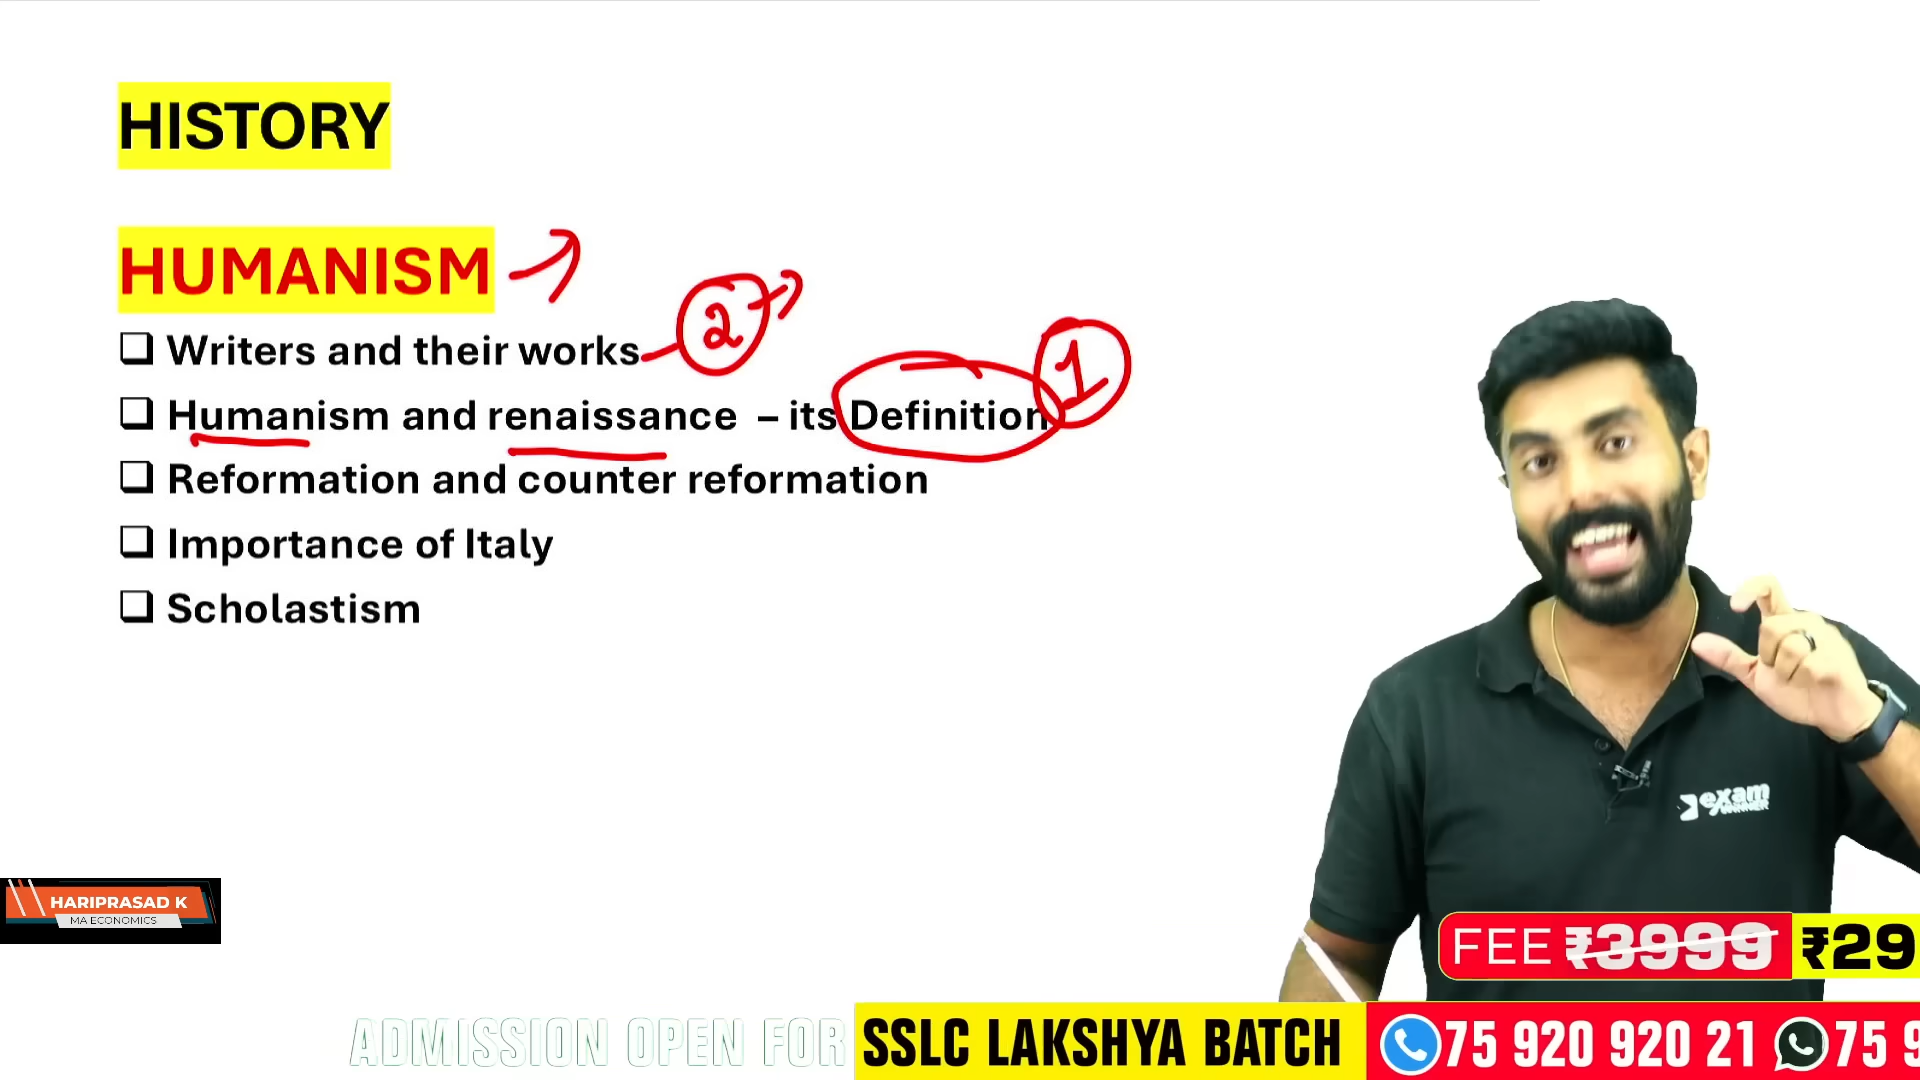 HISTORY
HUMANISM
2
❑ Writers and their works
1
❑ Humanism and renaissance – its Definition
❑ Reformation and counter reformation
❑ Importance of Italy
❑ Scholastism
exam
WINNER
HARIPRASAD K
MA ECONOMICS
FEE ₹3999 ₹29
ADMISSION OPEN FOR SSLC LAKSHYA BATCH 75 920 920 21 75 9